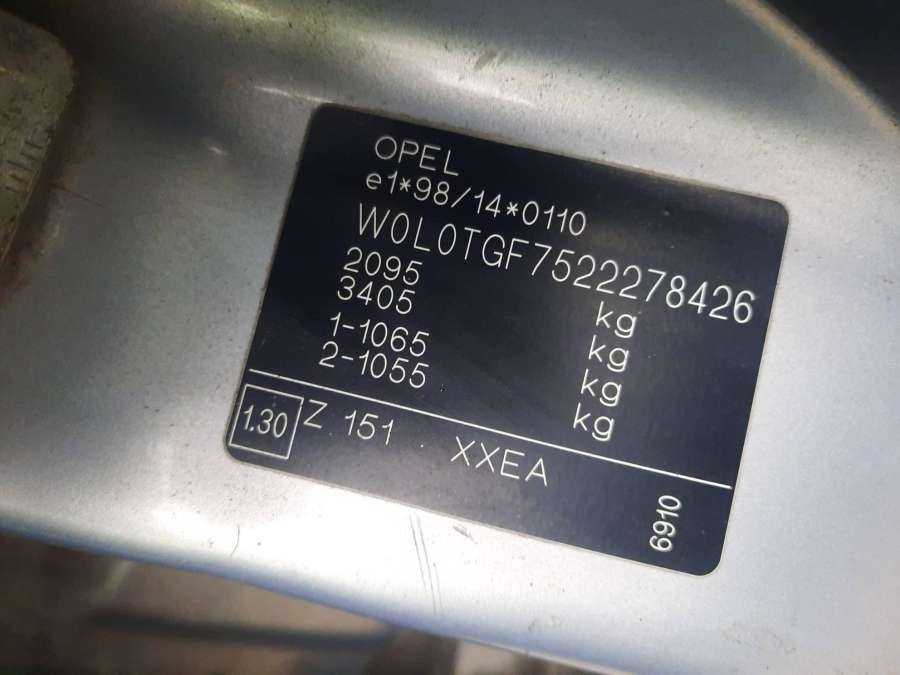 OPEL
e1*98/14*0110
W0L0TGF7522278426
2095 kg
3405 kg
1-1065 kg
2-1055 kg
1.30 Z 151 XXEA
6910